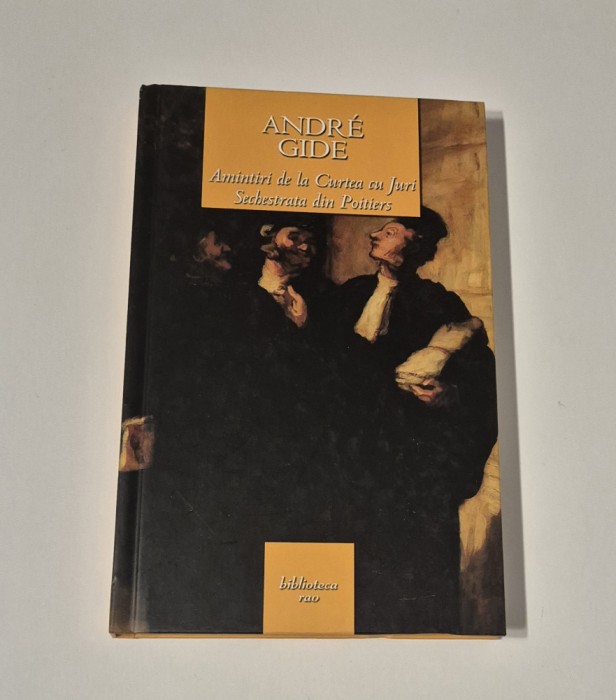 ANDRÉ
GIDE
Amintiri de la Curtea cu Juri
Sechestrata din Poitiers
biblioteca
rao